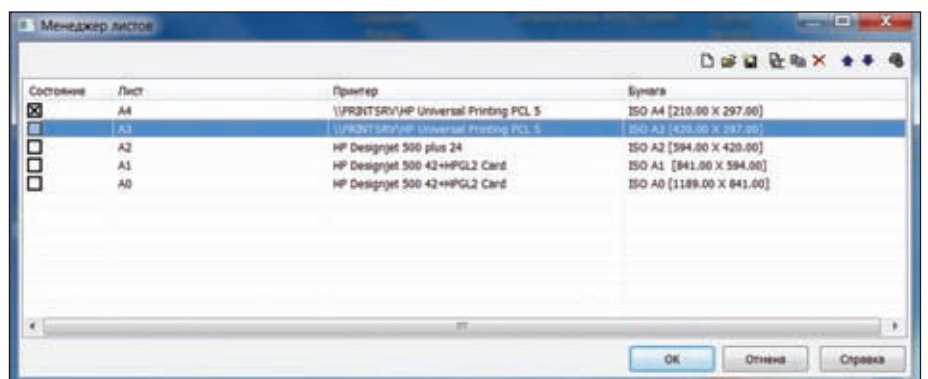 Менеджер листов
Состояние Лист Принтер Бумага
A4 \\PRINTSRV\HP Universal Printing PCL 5 ISO A4 [210.00 X 297.00]
A3 \\PRINTSRV\HP Universal Printing PCL 5 ISO A3 [420.00 X 297.00]
A2 HP Designjet 500 plus 24 ISO A2 [594.00 X 420.00]
A1 HP Designjet 500 42+HPGL2 Card ISO A1 [841.00 X 594.00]
A0 HP Designjet 500 42+HPGL2 Card ISO A0 [1189.00 X 841.00]
OK Отмена Справка